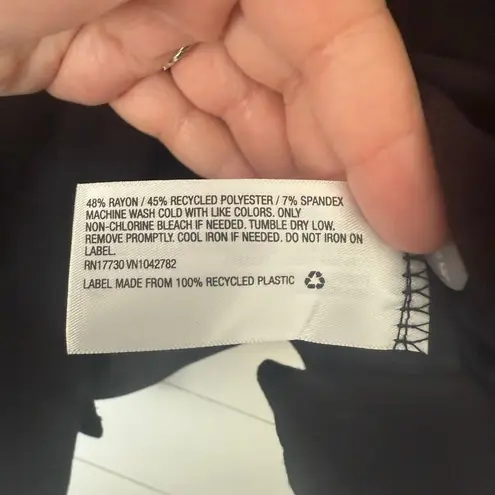 48% RAYON / 45% RECYCLED POLYESTER / 7% SPANDEX
MACHINE WASH COLD WITH LIKE COLORS. ONLY
NON-CHLORINE BLEACH IF NEEDED. TUMBLE DRY LOW.
REMOVE PROMPTLY. COOL IRON IF NEEDED. DO NOT IRON ON
LABEL.
RN17730 VN1042782
LABEL MADE FROM 100% RECYCLED PLASTIC